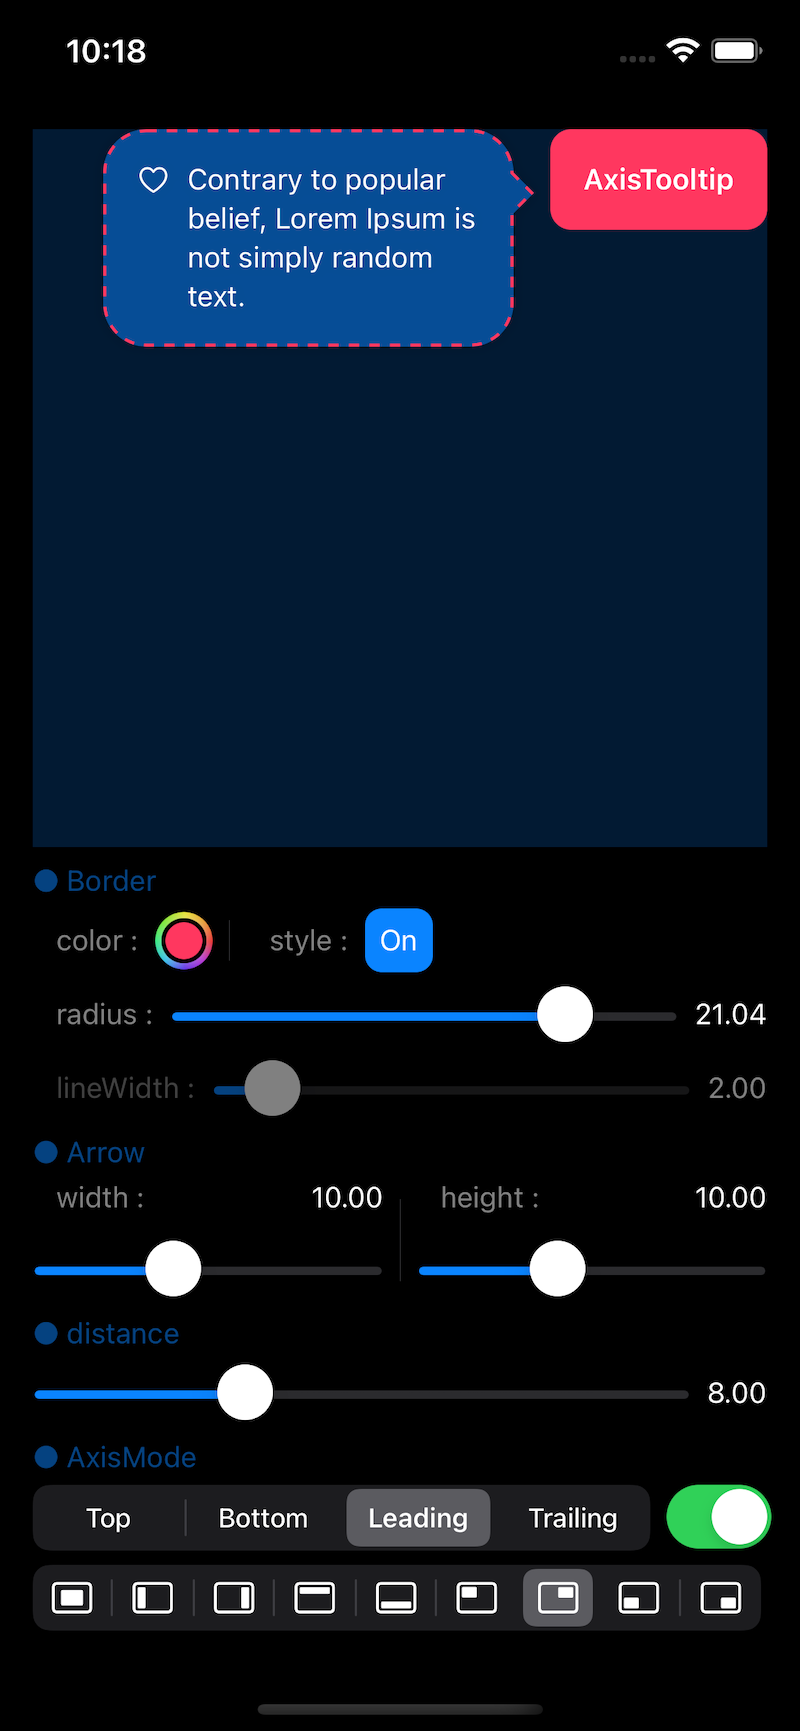 10:18
Contrary to popular
belief, Lorem Ipsum is
not simply random
text.
AxisTooltip
Border
color :
style :
On
radius :
21.04
lineWidth :
2.00
Arrow
width :
10.00
height :
10.00
distance
8.00
AxisMode
Top
Bottom
Leading
Trailing